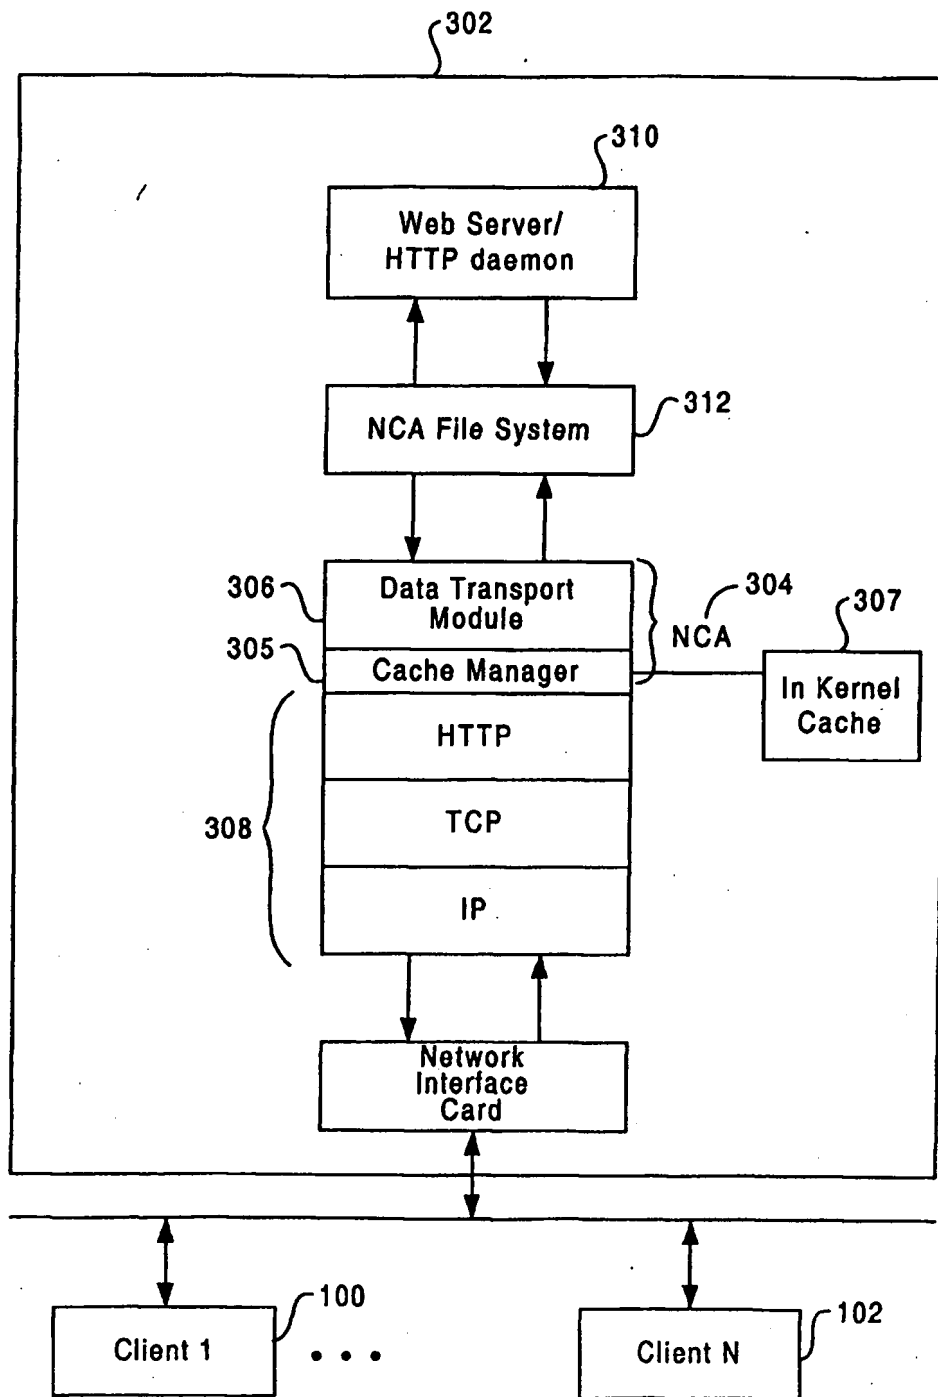 302
310
Web Server/
HTTP daemon
312
NCA File System
306
Data Transport
Module
304
NCA
307
305
Cache Manager
In Kernel
Cache
HTTP
308
TCP
IP
Network
Interface
Card
100
Client 1
• • •
102
Client N